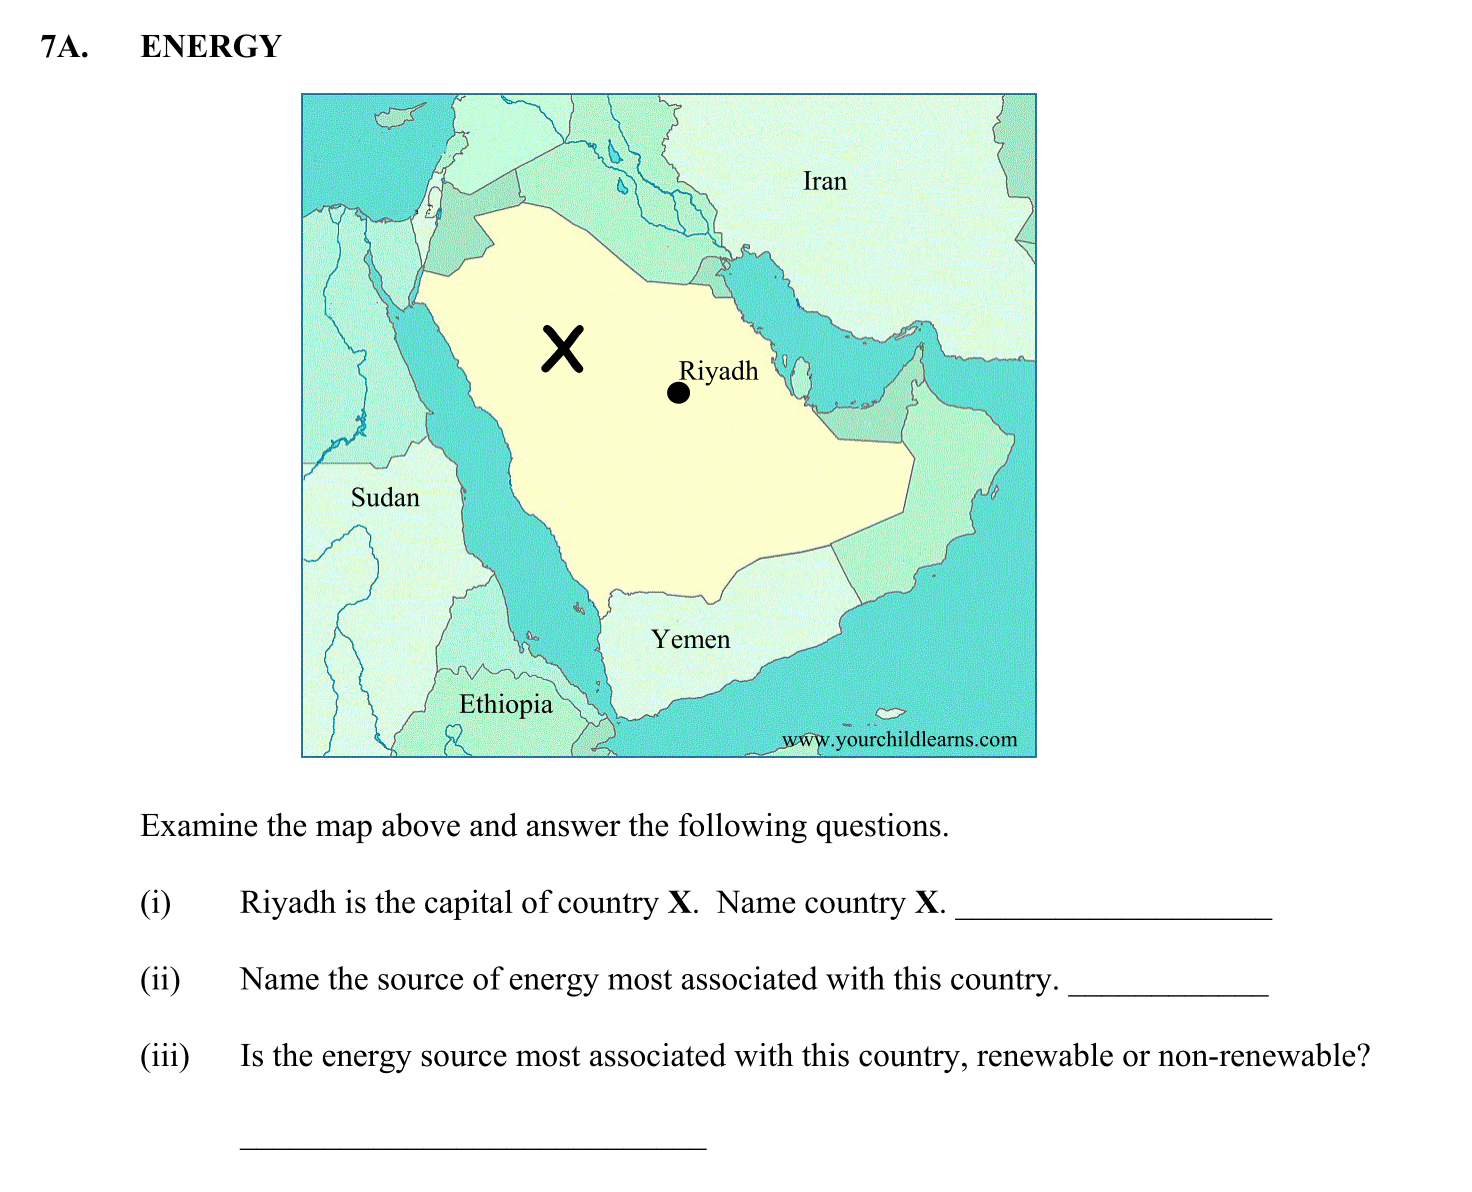 7A. ENERGY
Iran
X
Riyadh
Sudan
Yemen
Ethiopia
www.yourchildlearns.com
Examine the map above and answer the following questions.
(i) Riyadh is the capital of country X. Name country X. ___________________
(ii) Name the source of energy most associated with this country. ____________
(iii) Is the energy source most associated with this country, renewable or non-renewable?
____________________________